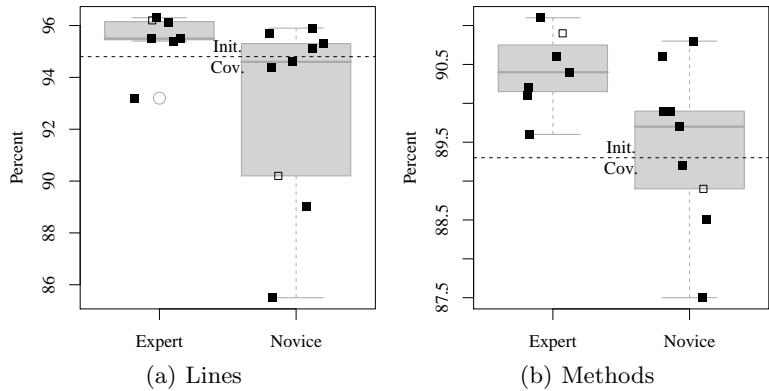 96
94
92
90
88
86
Percent
Init.
Cov.
Expert
Novice
(a) Lines
90.5
89.5
88.5
87.5
Percent
Init.
Cov.
Expert
Novice
(b) Methods